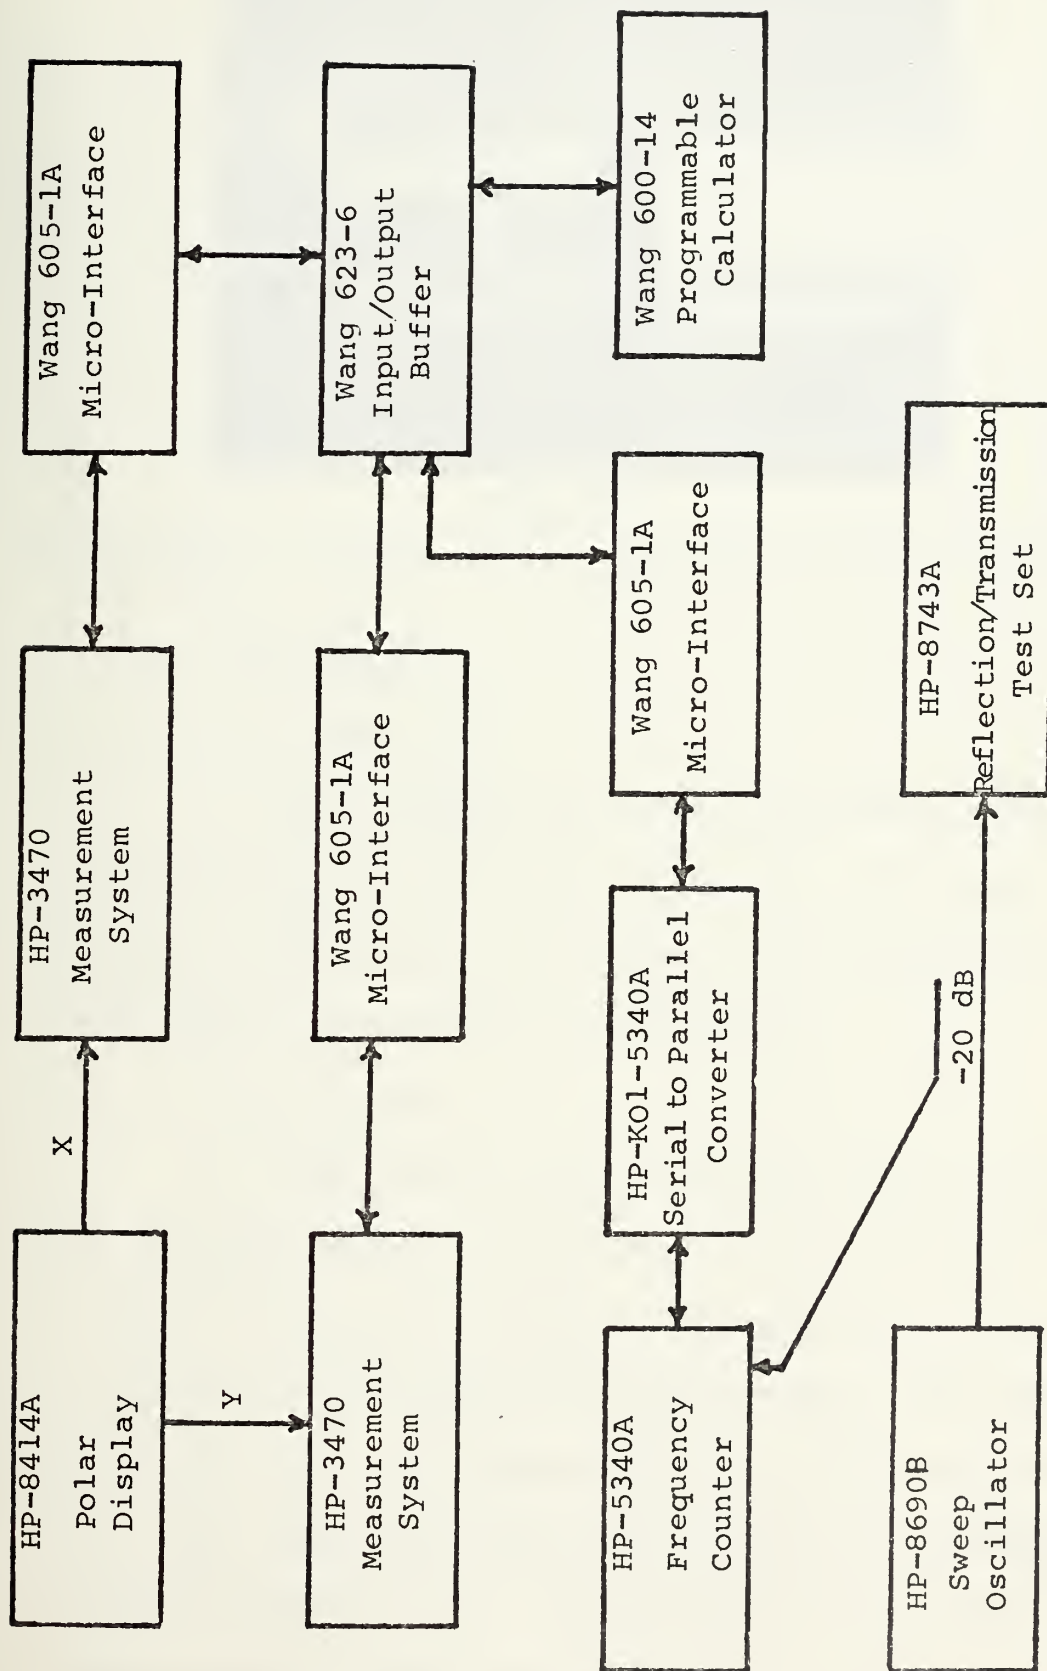 HP-8414A
Polar
Display
X
HP-3470
Measurement
System
Wang 605-1A
Micro-Interface
Y
HP-3470
Measurement
System
Wang 605-1A
Micro-Interface
Wang 623-6
Input/Output
Buffer
HP-5340A
Frequency
Counter
HP-KO1-5340A
Serial to Parallel
Converter
Wang 605-1A
Micro-Interface
Wang 600-14
Programmable
Calculator
HP-8690B
Sweep
Oscillator
-20 dB
HP-8743A
Reflection/Transmission
Test Set